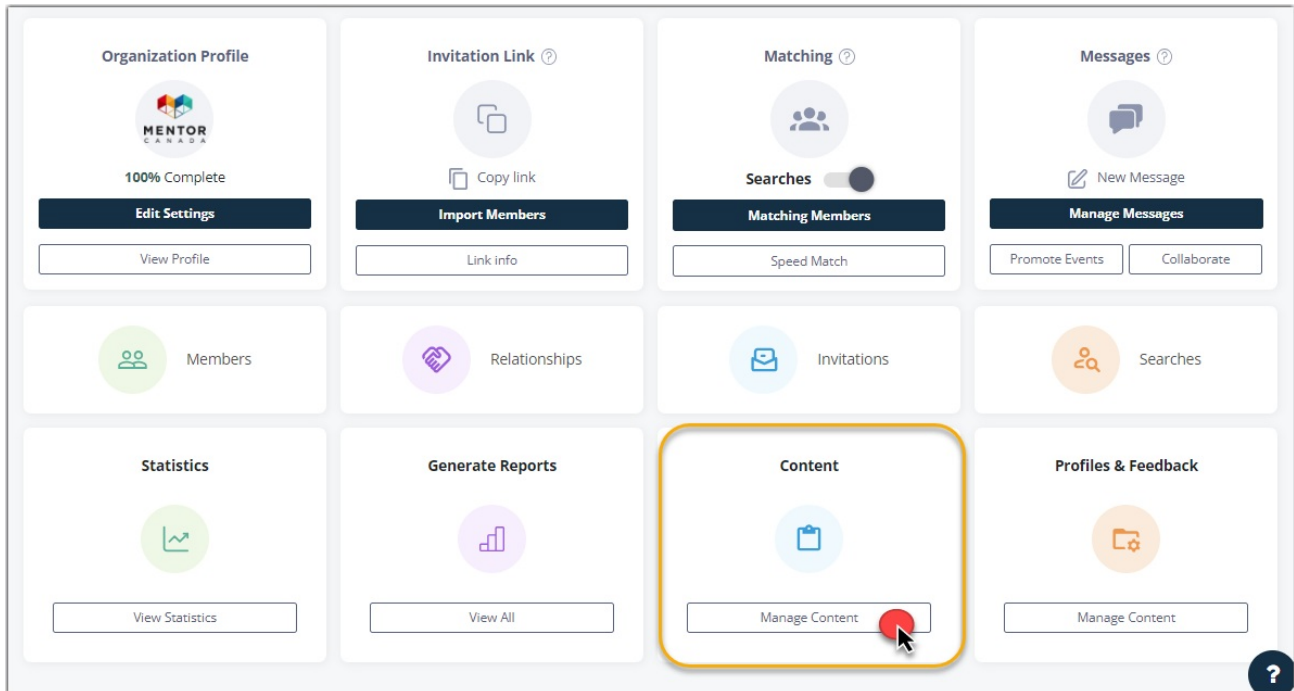 Organization Profile
MENTOR
CANADA
100% Complete
Edit Settings
View Profile
Invitation Link ?
Copy link
Import Members
Link info
Matching ?
Searches
Matching Members
Speed Match
Messages ?
New Message
Manage Messages
Promote Events Collaborate
Members
Relationships
Invitations
Searches
Statistics
View Statistics
Generate Reports
View All
Content
Manage Content
Profiles & Feedback
Manage Content
?